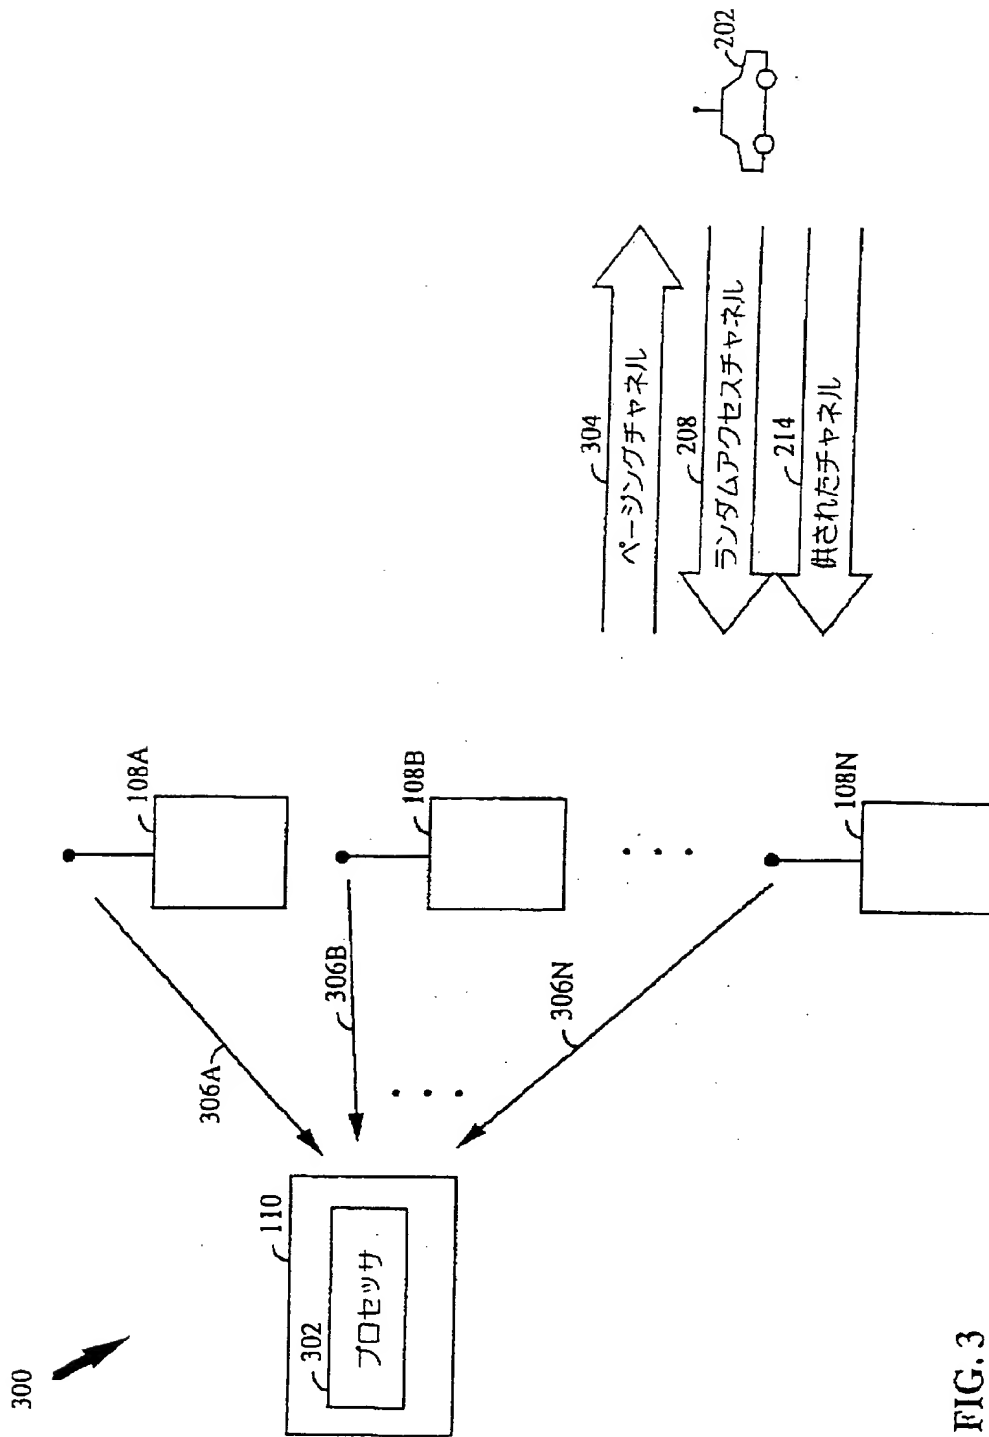 300
110
302
プロセッサ
306A
306B
306N
108A
108B
108N
304
ページングチャネル
208
ランダムアクセスチャネル
214
供されたチャネル
202
FIG. 3